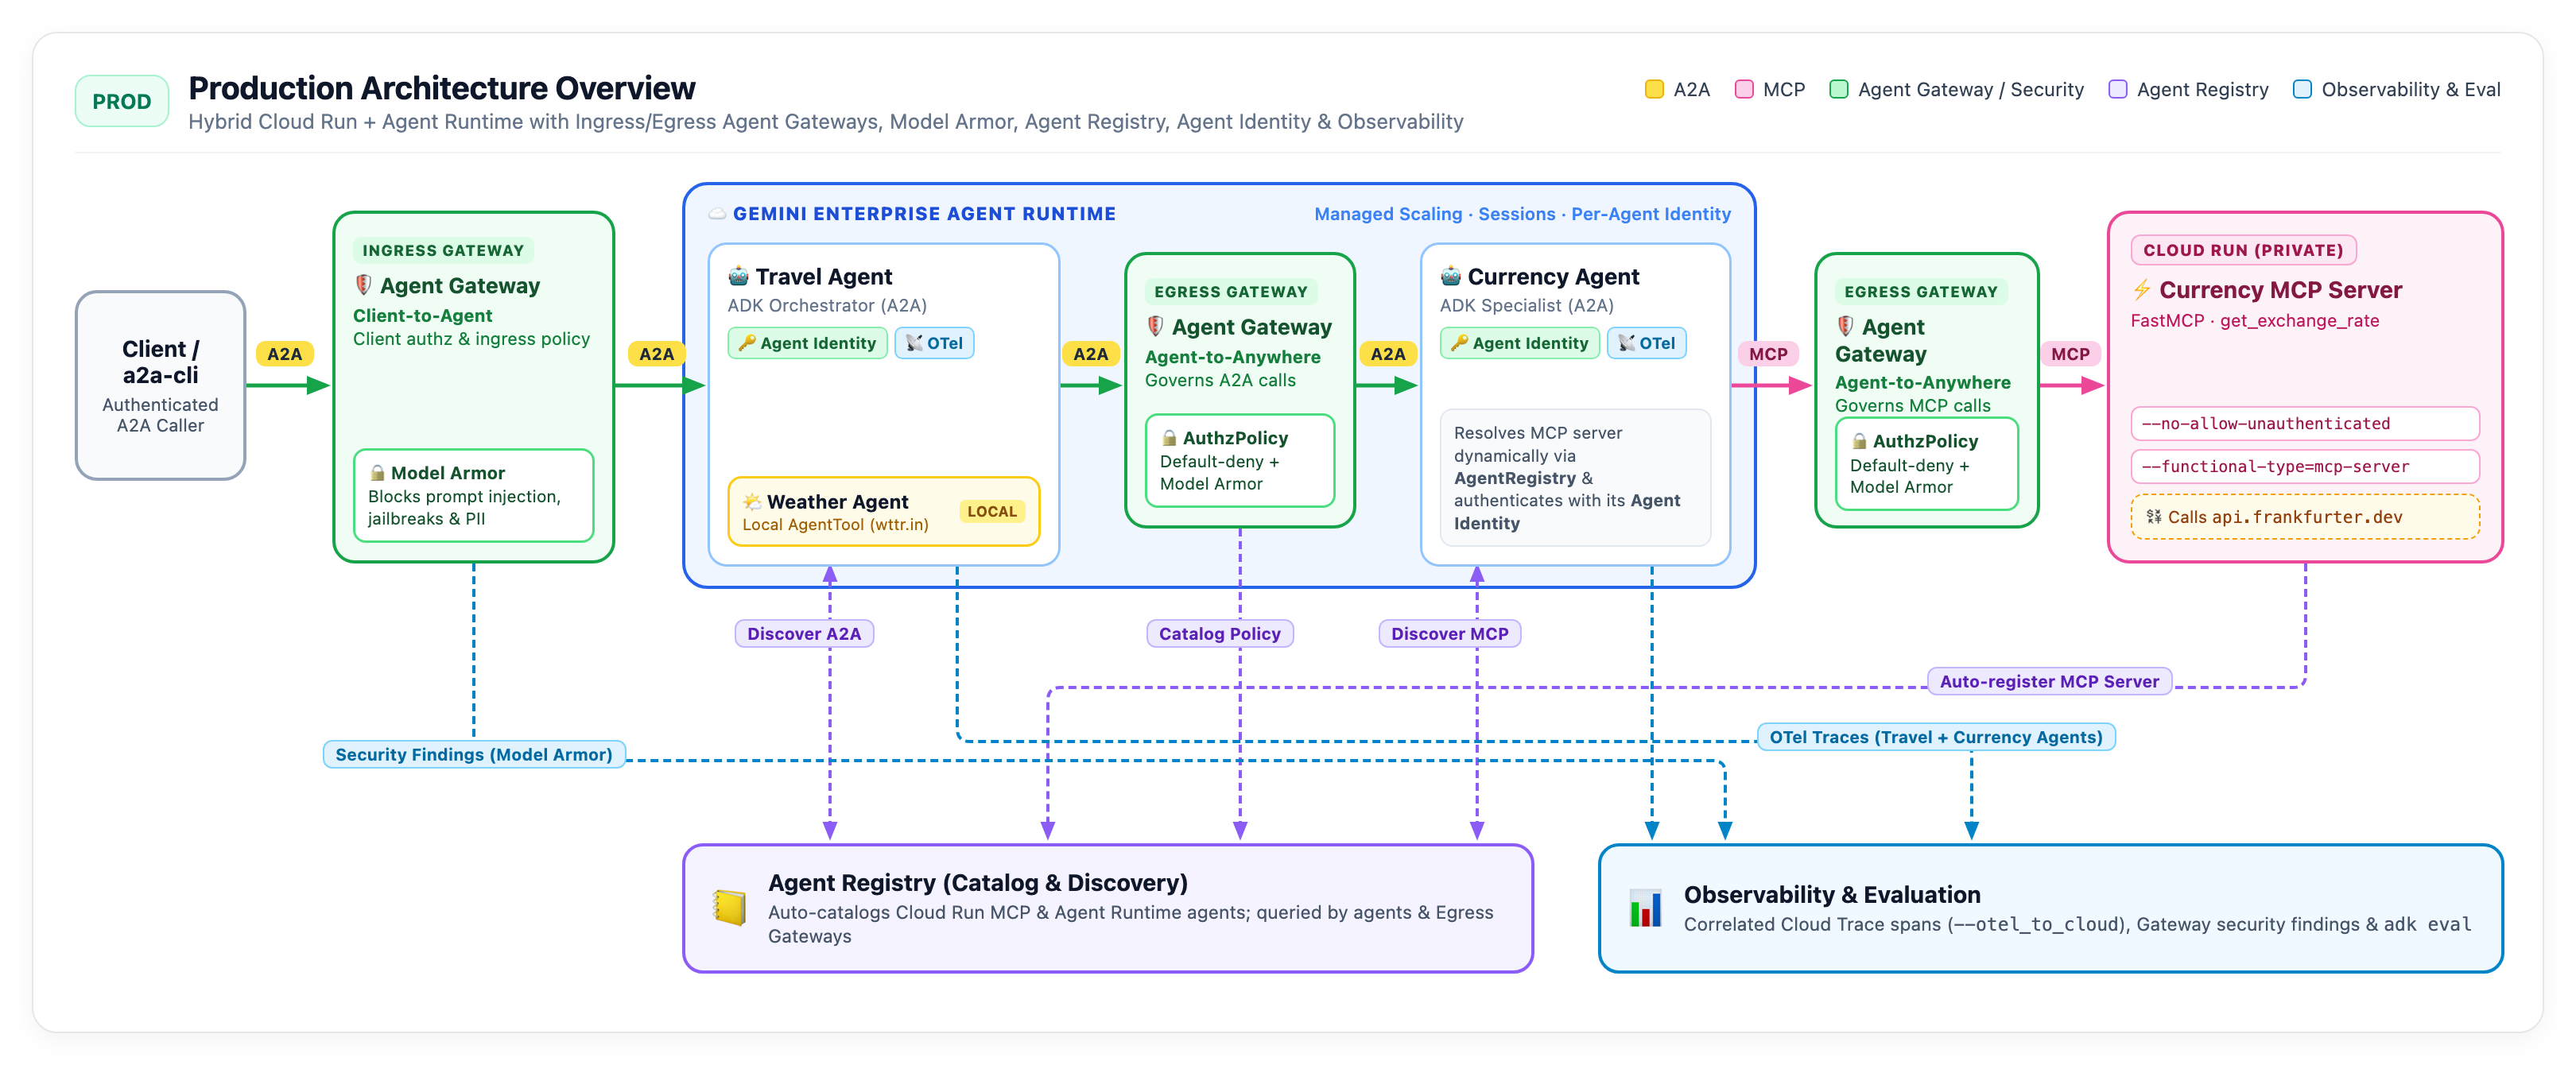 PROD
Production Architecture Overview
Hybrid Cloud Run + Agent Runtime with Ingress/Egress Agent Gateways, Model Armor, Agent Registry, Agent Identity & Observability
A2A
MCP
Agent Gateway / Security
Agent Registry
Observability & Eval
Client /
a2a-cli
Authenticated
A2A Caller
A2A
INGRESS GATEWAY
Agent Gateway
Client-to-Agent
Client authz & ingress policy
Model Armor
Blocks prompt injection,
jailbreaks & PII
A2A
GEMINI ENTERPRISE AGENT RUNTIME
Managed Scaling · Sessions · Per-Agent Identity
Travel Agent
ADK Orchestrator (A2A)
Agent Identity
OTel
Weather Agent
Local AgentTool (wttr.in)
LOCAL
A2A
EGRESS GATEWAY
Agent Gateway
Agent-to-Anywhere
Governs A2A calls
AuthzPolicy
Default-deny +
Model Armor
A2A
Currency Agent
ADK Specialist (A2A)
Agent Identity
OTel
Resolves MCP server
dynamically via
AgentRegistry &
authenticates with its Agent
Identity
MCP
EGRESS GATEWAY
Agent
Gateway
Agent-to-Anywhere
Governs MCP calls
AuthzPolicy
Default-deny +
Model Armor
MCP
CLOUD RUN (PRIVATE)
Currency MCP Server
FastMCP · get_exchange_rate
--no-allow-unauthenticated
--functional-type=mcp-server
Calls api.frankfurter.dev
Discover A2A
Catalog Policy
Discover MCP
Auto-register MCP Server
OTel Traces (Travel + Currency Agents)
Security Findings (Model Armor)
Agent Registry (Catalog & Discovery)
Auto-catalogs Cloud Run MCP & Agent Runtime agents; queried by agents & Egress
Gateways
Observability & Evaluation
Correlated Cloud Trace spans (--otel_to_cloud), Gateway security findings & adk eval